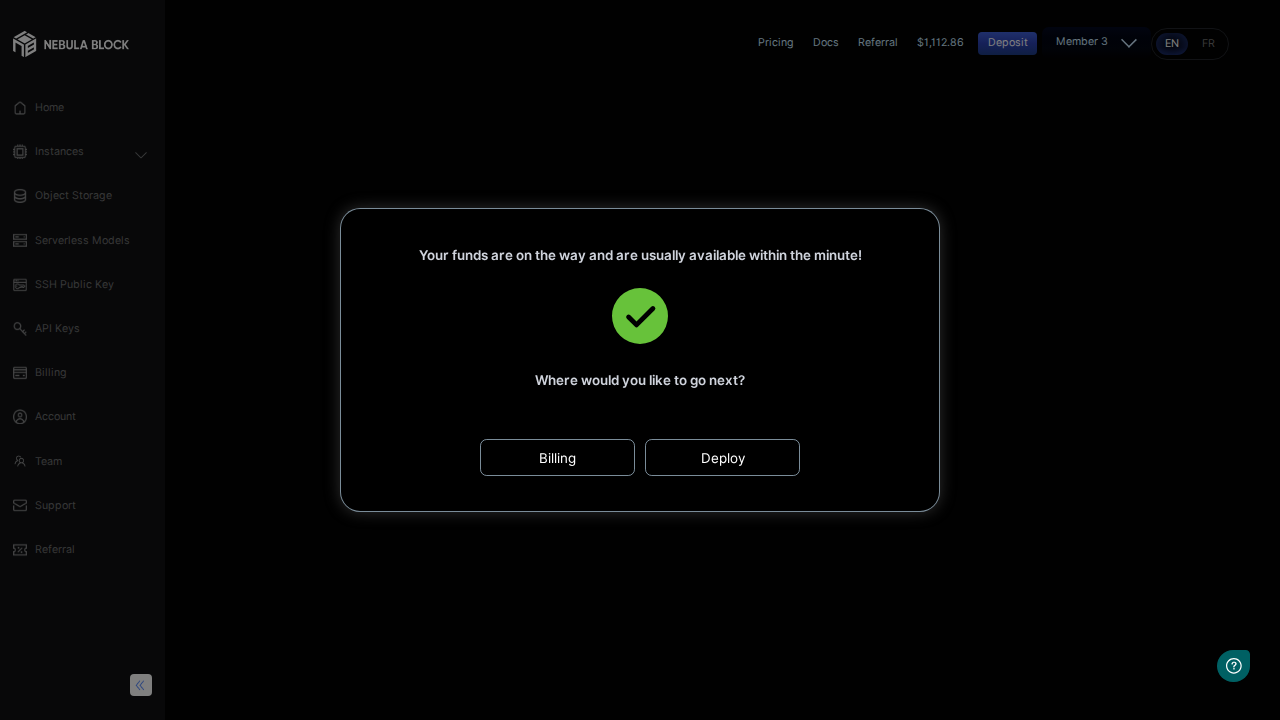 NEBULA BLOCK
Pricing
Docs
Referral
$1,112.86
Deposit
Member 3
EN
FR
Home
Instances
Object Storage
Serverless Models
SSH Public Key
API Keys
Billing
Account
Team
Support
Referral
Your funds are on the way and are usually available within the minute!
Where would you like to go next?
Billing
Deploy